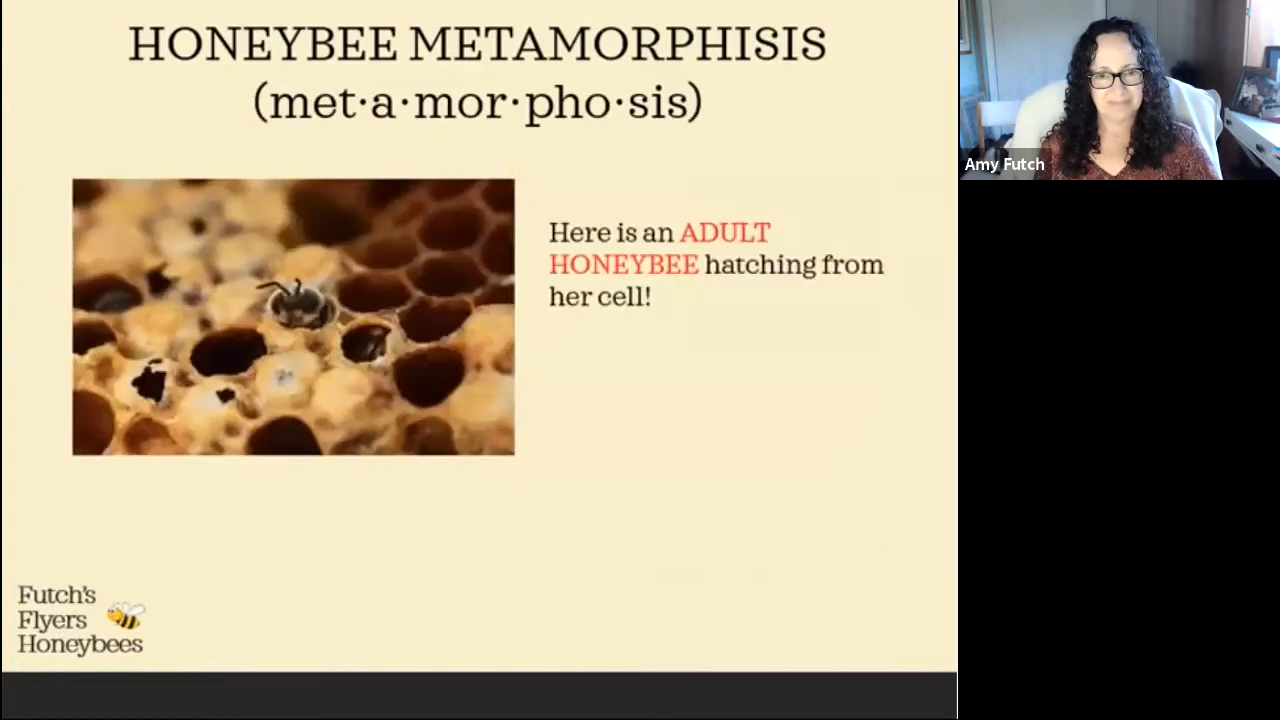 HONEYBEE METAMORPHISIS
(met·a·mor·pho·sis)
Here is an ADULT
HONEYBEE hatching from
her cell!
Futch's
Flyers
Honeybees
Amy Futch